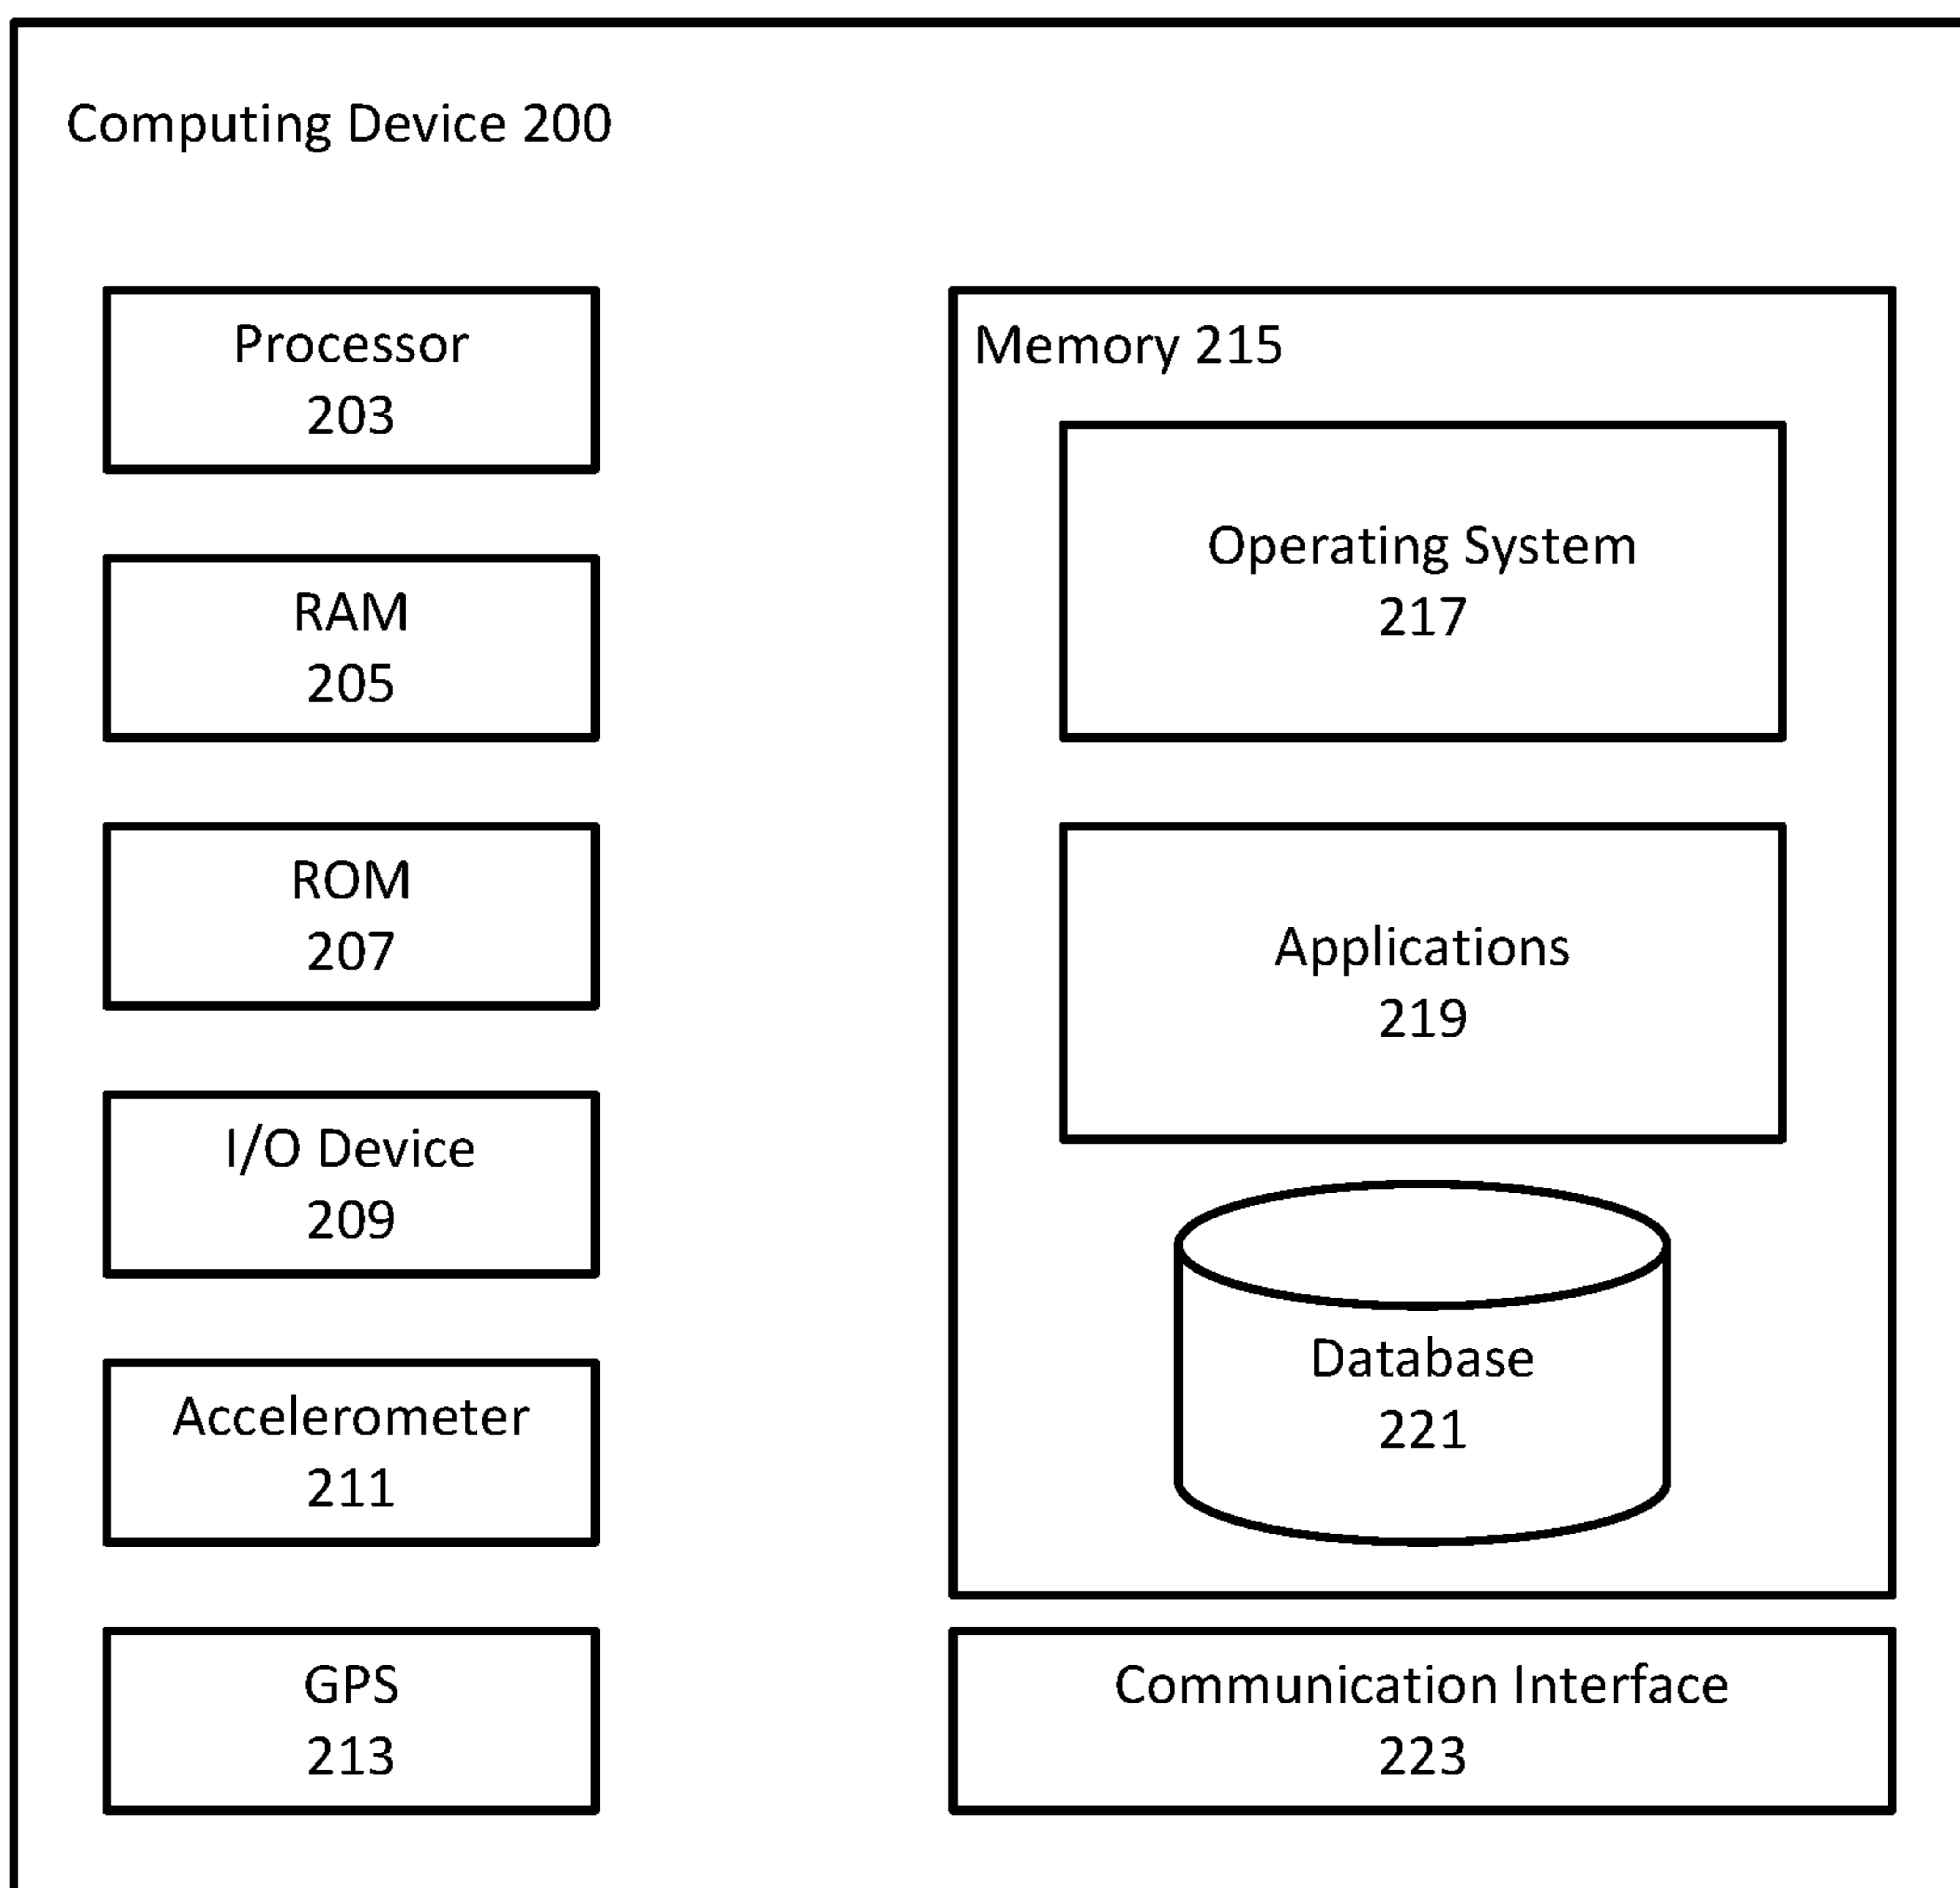 Computing Device 200
Processor
203
RAM
205
ROM
207
I/O Device
209
Accelerometer
211
GPS
213
Memory 215
Operating System
217
Applications
219
Database
221
Communication Interface
223